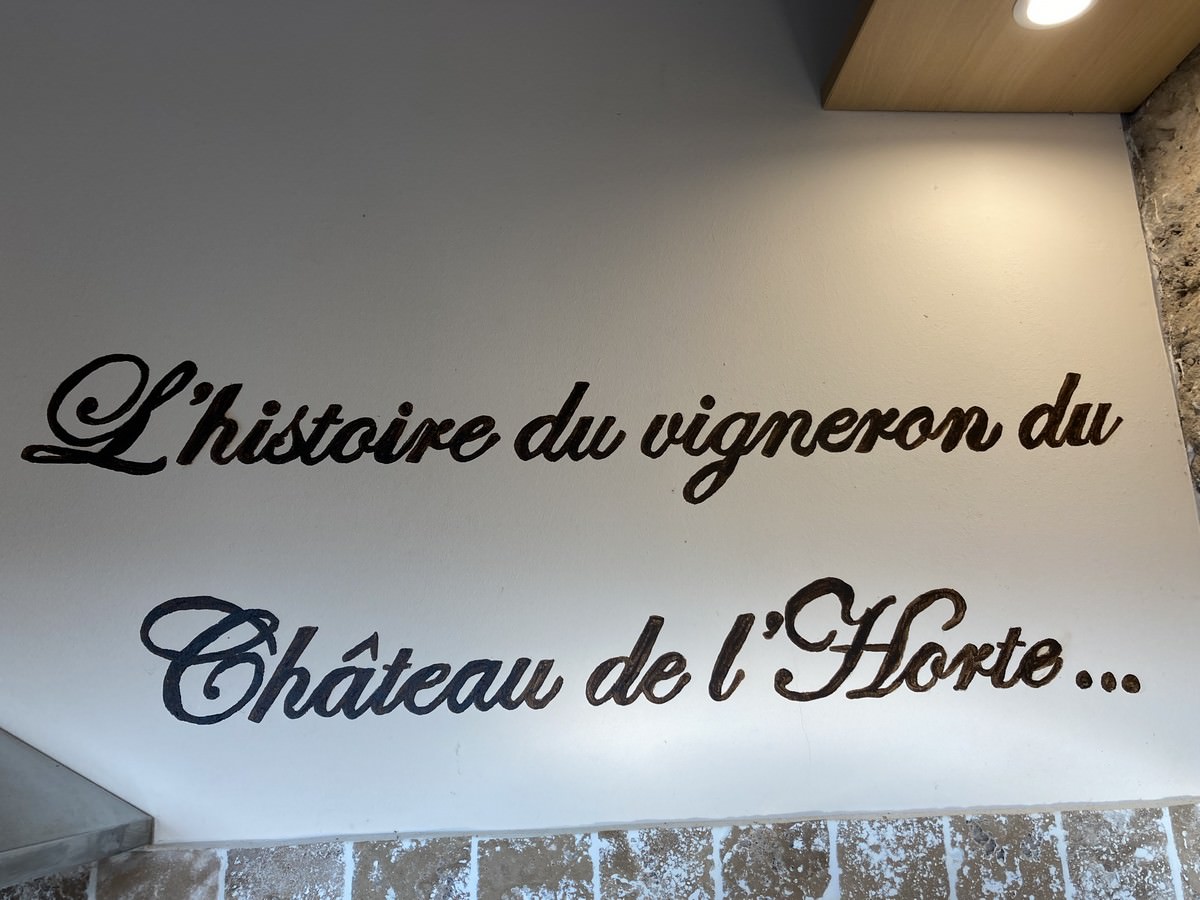 L'histoire du vigneron du
Château de l'Horte...